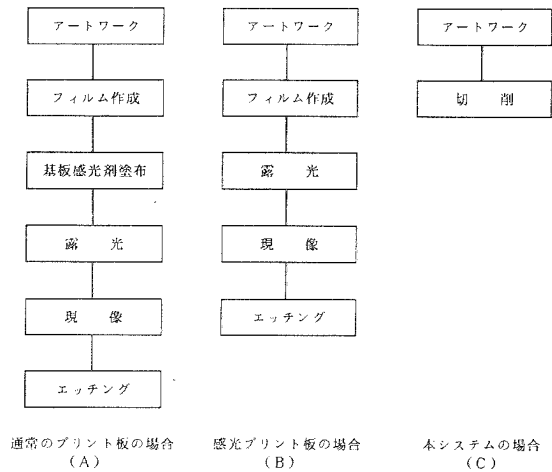 アートワーク
フィルム作成
基板感光剤塗布
露　光
現　像
エッチング
通常のプリント板の場合
（A）
アートワーク
フィルム作成
露　光
現　像
エッチング
感光プリント板の場合
（B）
アートワーク
切　削
本システムの場合
（C）